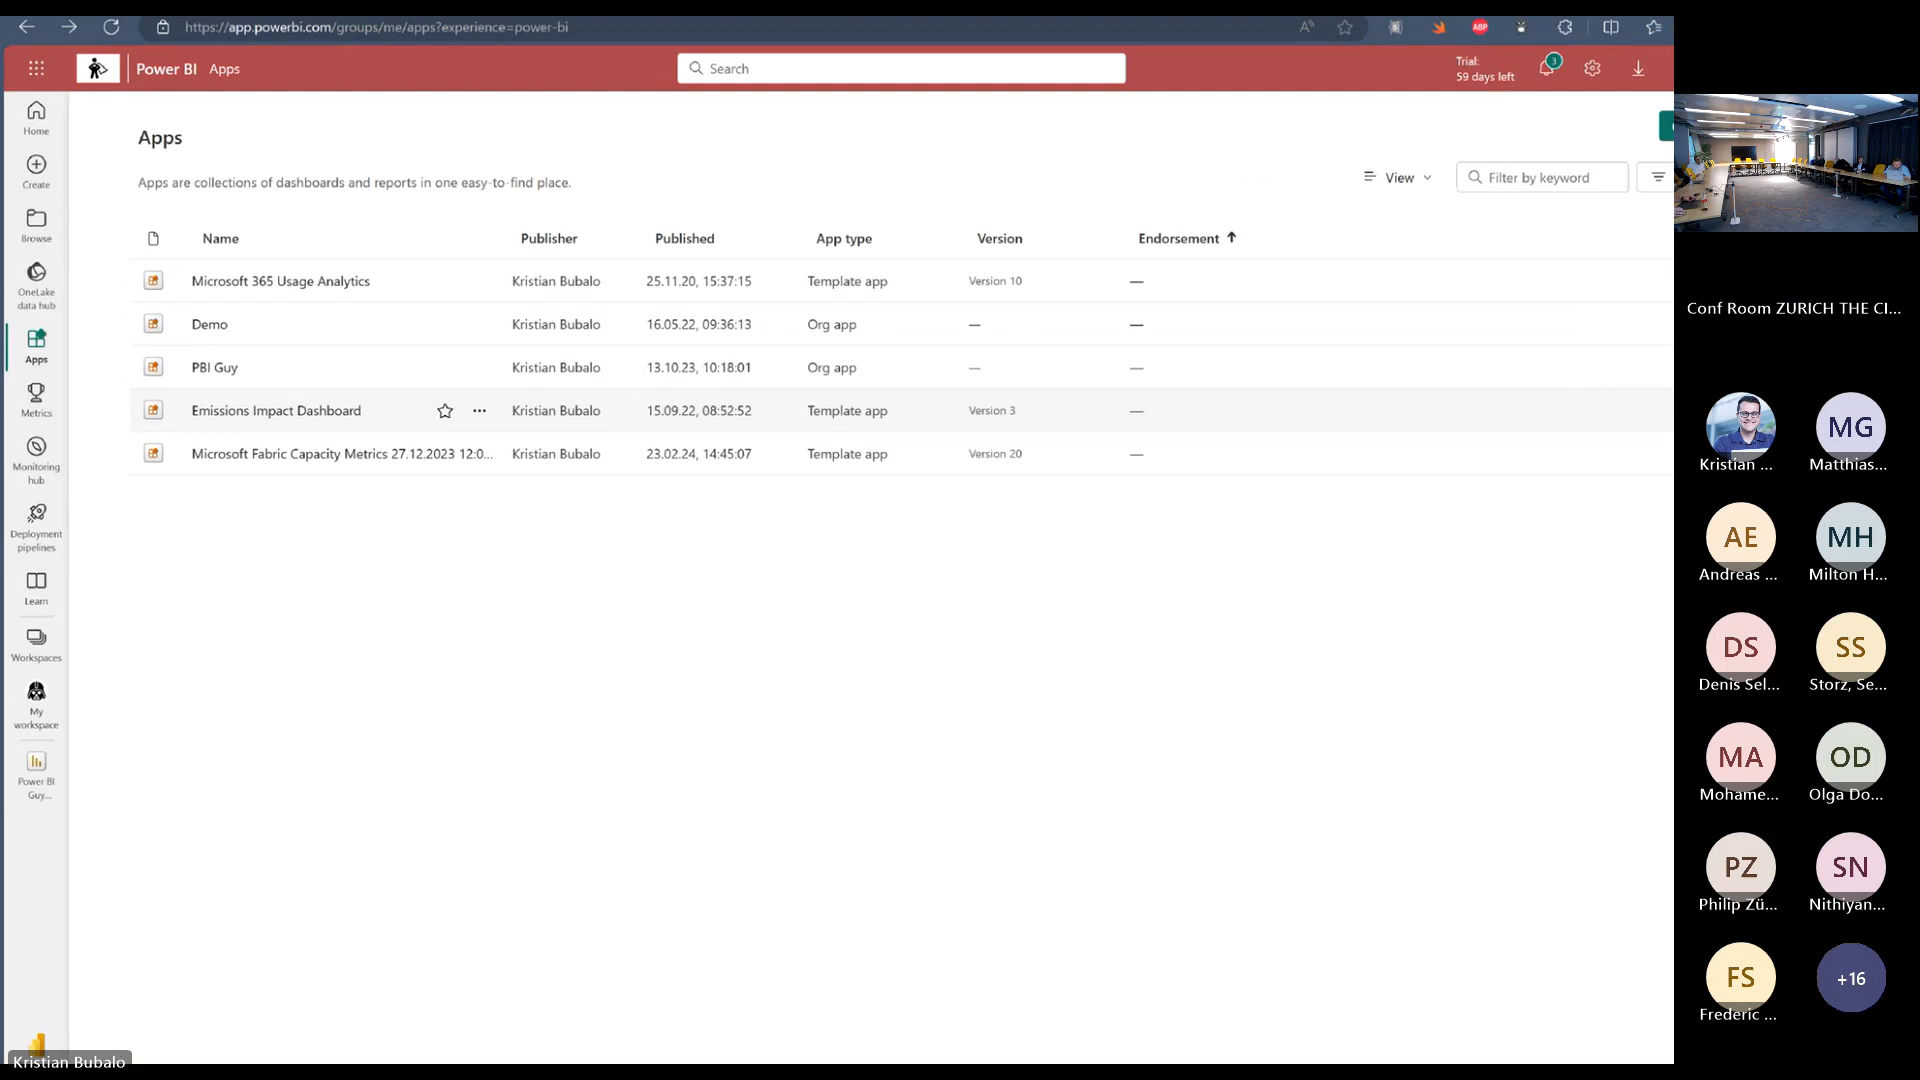 https://app.powerbi.com/groups/me/apps?experience=power-bi
ABP
Power BI Apps
Search
Trial:
59 days left
3
Home
Create
Browse
OneLake
data hub
Apps
Metrics
Monitoring
hub
Deployment
pipelines
Learn
Workspaces
My
workspace
Power BI
Guy...
Apps
Apps are collections of dashboards and reports in one easy-to-find place.
View
Filter by keyword
Name Publisher Published App type Version Endorsement
Microsoft 365 Usage Analytics Kristian Bubalo 25.11.20, 15:37:15 Template app Version 10 —
Demo Kristian Bubalo 16.05.22, 09:36:13 Org app — —
PBI Guy Kristian Bubalo 13.10.23, 10:18:01 Org app — —
Emissions Impact Dashboard ... Kristian Bubalo 15.09.22, 08:52:52 Template app Version 3 —
Microsoft Fabric Capacity Metrics 27.12.2023 12:0... Kristian Bubalo 23.02.24, 14:45:07 Template app Version 20 —
Kristian Bubalo
Conf Room ZURICH THE CI...
Kristian ...
MG
Matthias...
AE
Andreas ...
MH
Milton H...
DS
Denis Sel...
SS
Storz, Se...
MA
Mohame...
OD
Olga Do...
PZ
Philip Zü...
SN
Nithiyan...
FS
Frederic ...
+16